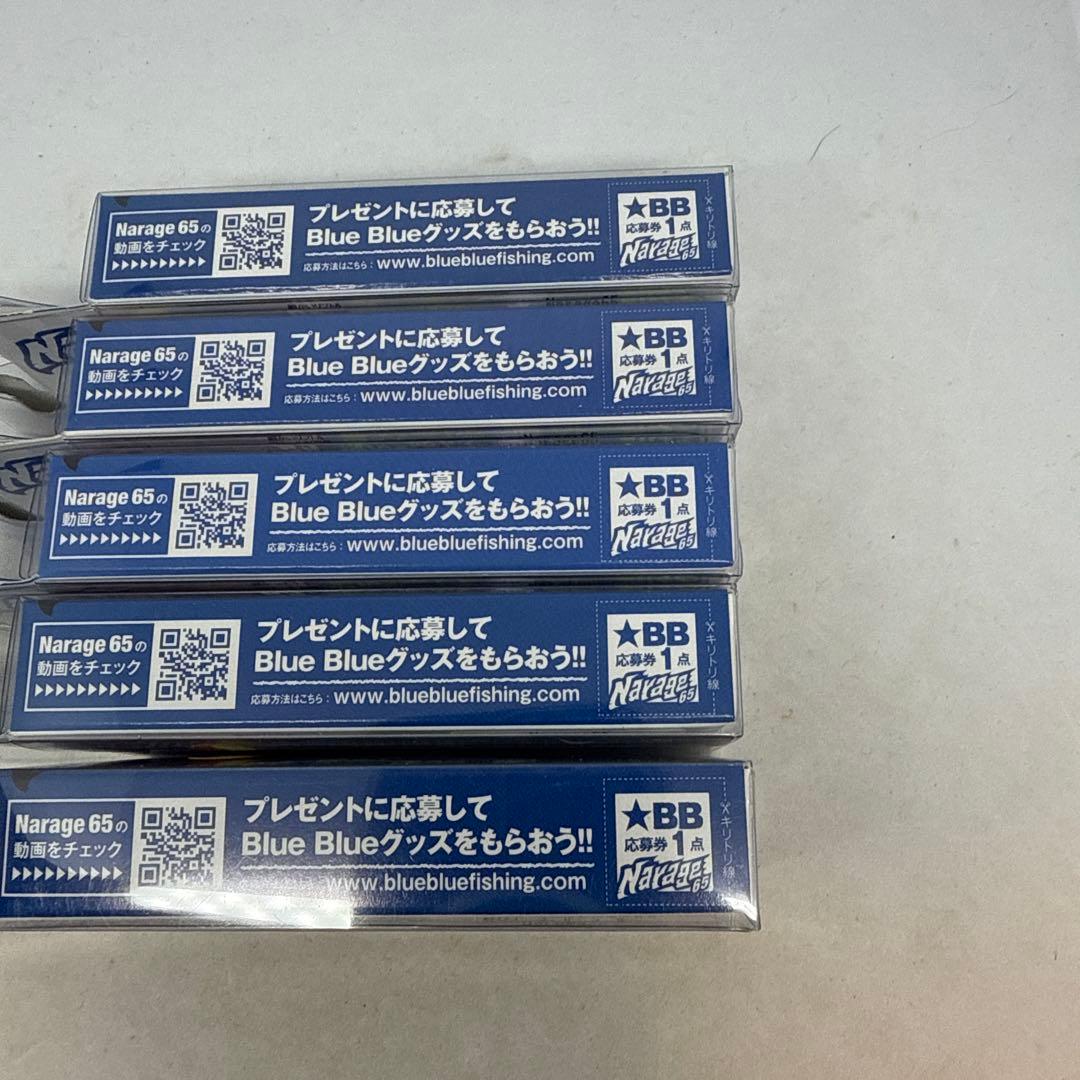 Narage 65の
動画をチェック
プレゼントに応募して
Blue Blueグッズをもらおう!!
応募方法はこちら：www.bluebluefishing.com
★BB
応募券1点
Narage65
キリトリ線
Narage 65の
動画をチェック
プレゼントに応募して
Blue Blueグッズをもらおう!!
応募方法はこちら：www.bluebluefishing.com
★BB
応募券1点
Narage65
キリトリ線
Narage 65の
動画をチェック
プレゼントに応募して
Blue Blueグッズをもらおう!!
応募方法はこちら：www.bluebluefishing.com
★BB
応募券1点
Narage65
キリトリ線
Narage 65の
動画をチェック
プレゼントに応募して
Blue Blueグッズをもらおう!!
応募方法はこちら：www.bluebluefishing.com
★BB
応募券1点
Narage65
キリトリ線
Narage 65の
動画をチェック
プレゼントに応募して
Blue Blueグッズをもらおう!!
www.bluebluefishing.com
★BB
応募券1点
Narage65
キリトリ線